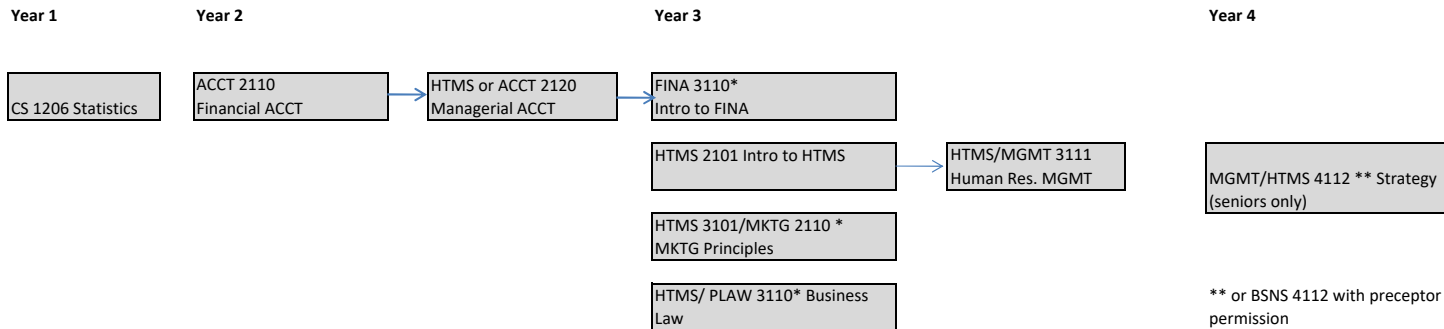 Year 1
Year 2
Year 3
Year 4
CS 1206 Statistics
ACCT 2110
Financial ACCT
HTMS or ACCT 2120
Managerial ACCT
FINA 3110*
Intro to FINA
HTMS 2101 Intro to HTMS
HTMS/MGMT 3111
Human Res. MGMT
MGMT/HTMS 4112 ** Strategy
(seniors only)
HTMS 3101/MKTG 2110 *
MKTG Principles
HTMS/ PLAW 3110* Business
Law
** or BSNS 4112 with preceptor
permission